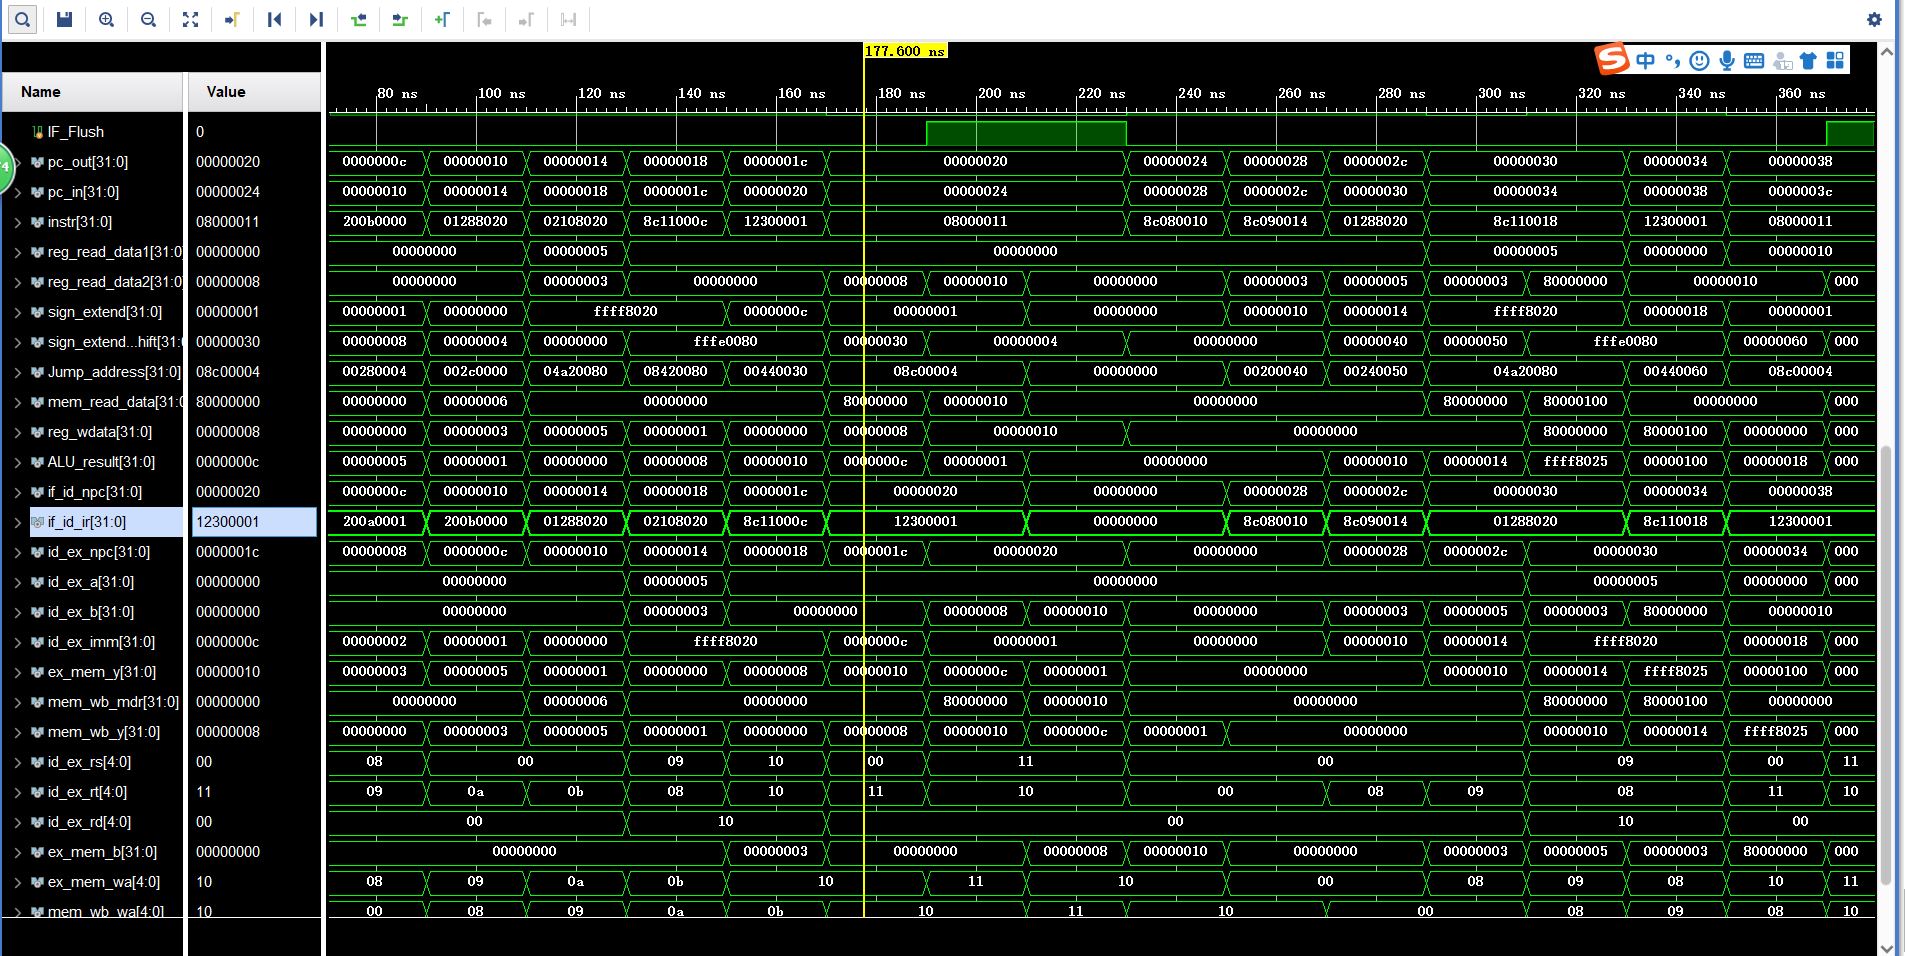 177.600 ns
中
Name Value
80 ns 100 ns 120 ns 140 ns 160 ns 180 ns 200 ns 220 ns 240 ns 260 ns 280 ns 300 ns 320 ns 340 ns 360 ns
IF_Flush 0
pc_out[31:0] 00000020 0000000c 00000010 00000014 00000018 0000001c 00000020 00000024 00000028 0000002c 00000030 00000034 00000038
4
pc_in[31:0] 00000024 00000010 00000014 00000018 0000001c 00000020 00000024 00000028 0000002c 00000030 00000034 00000038 0000003c
instr[31:0] 08000011 200b0000 01288020 02108020 8c11000c 12300001 08000011 8c080010 8c090014 01288020 8c110018 12300001 08000011
reg_read_data1[31:0 00000000 00000000 00000005 00000000 00000005 00000000 00000010
reg_read_data2[31:0 00000008 00000000 00000003 00000000 00000008 00000010 00000000 00000003 00000005 00000003 80000000 00000010 000
sign_extend[31:0] 00000001 00000001 00000000 ffff8020 0000000c 00000001 00000000 00000010 00000014 ffff8020 00000018 00000001
sign_extend...hift[31:0 00000030 00000008 00000004 00000000 fffe0080 00000030 00000004 00000000 00000040 00000050 fffe0080 00000060 000
Jump_address[31:0] 08c00004 00280004 002c0000 04a20080 08420080 00440030 08c00004 00000000 00200040 00240050 04a20080 00440060 08c00004
mem_read_data[31:0 80000000 00000000 00000006 00000000 80000000 00000010 00000000 80000000 80000100 00000000 000
reg_wdata[31:0] 00000008 00000000 00000003 00000005 00000001 00000000 00000008 00000010 00000000 80000000 80000100 00000000 000
ALU_result[31:0] 0000000c 00000005 00000001 00000000 00000008 00000010 0000000c 00000001 00000000 00000010 00000014 ffff8025 00000100 00000018 000
if_id_npc[31:0] 00000020 0000000c 00000010 00000014 00000018 0000001c 00000020 00000000 00000028 0000002c 00000030 00000034 00000038
if_id_ir[31:0] 12300001 200a0001 200b0000 01288020 02108020 8c11000c 12300001 00000000 8c080010 8c090014 01288020 8c110018 12300001
id_ex_npc[31:0] 0000001c 00000008 0000000c 00000010 00000014 00000018 0000001c 00000020 00000000 00000028 0000002c 00000030 00000034 000
id_ex_a[31:0] 00000000 00000000 00000005 00000000 00000005 00000000 000
id_ex_b[31:0] 00000000 00000000 00000003 00000000 00000008 00000010 00000000 00000003 00000005 00000003 80000000 00000010
id_ex_imm[31:0] 0000000c 00000002 00000001 00000000 ffff8020 0000000c 00000001 00000000 00000010 00000014 ffff8020 00000018 000
ex_mem_y[31:0] 00000010 00000003 00000005 00000001 00000000 00000008 00000010 0000000c 00000001 00000000 00000010 00000014 ffff8025 00000100 000
mem_wb_mdr[31:0] 00000000 00000000 00000006 00000000 80000000 00000010 00000000 80000000 80000100 00000000
mem_wb_y[31:0] 00000008 00000000 00000003 00000005 00000001 00000000 00000008 00000010 0000000c 00000001 00000000 00000010 00000014 ffff8025 000
id_ex_rs[4:0] 00 08 00 09 10 00 11 00 09 00 11
id_ex_rt[4:0] 11 09 0a 0b 08 10 11 10 00 08 09 08 11 10
id_ex_rd[4:0] 00 00 10 00 10 00
ex_mem_b[31:0] 00000000 00000000 00000003 00000000 00000008 00000010 00000000 00000003 00000005 00000003 80000000 000
ex_mem_wa[4:0] 10 08 09 0a 0b 10 11 10 00 08 09 08 10 11
mem_wb_wa[4:0] 10 00 08 09 0a 0b 10 11 10 00 08 09 08 10